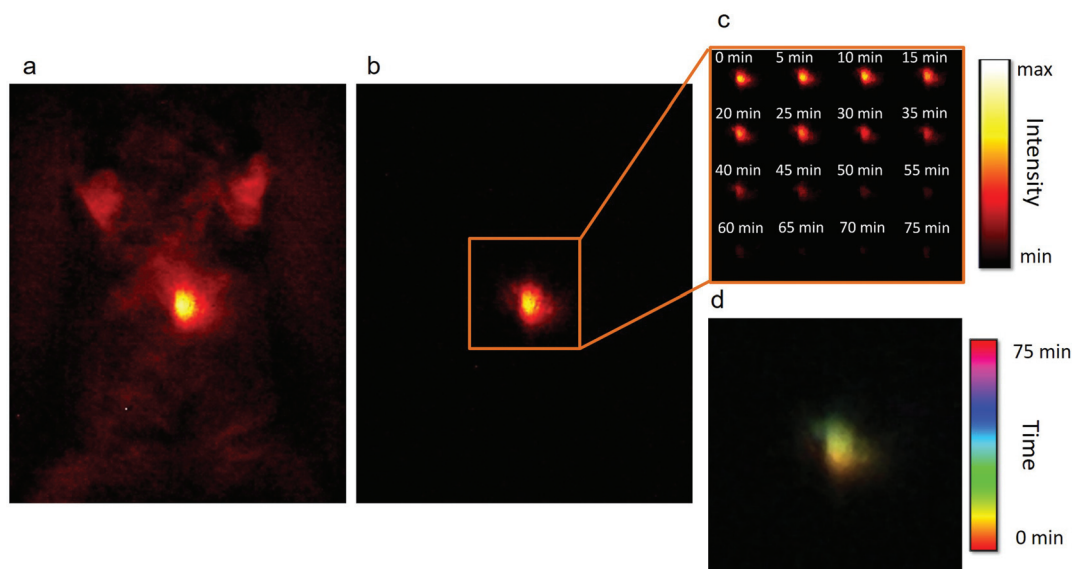 a
b
c
0 min 5 min 10 min 15 min
20 min 25 min 30 min 35 min
40 min 45 min 50 min 55 min
60 min 65 min 70 min 75 min
max
Intensity
min
d
75 min
Time
0 min